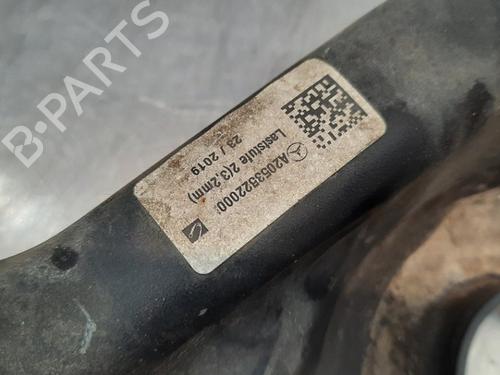 B-PARTS
A2053522000
Laststufe 2(3,2mm)
23 / 2019